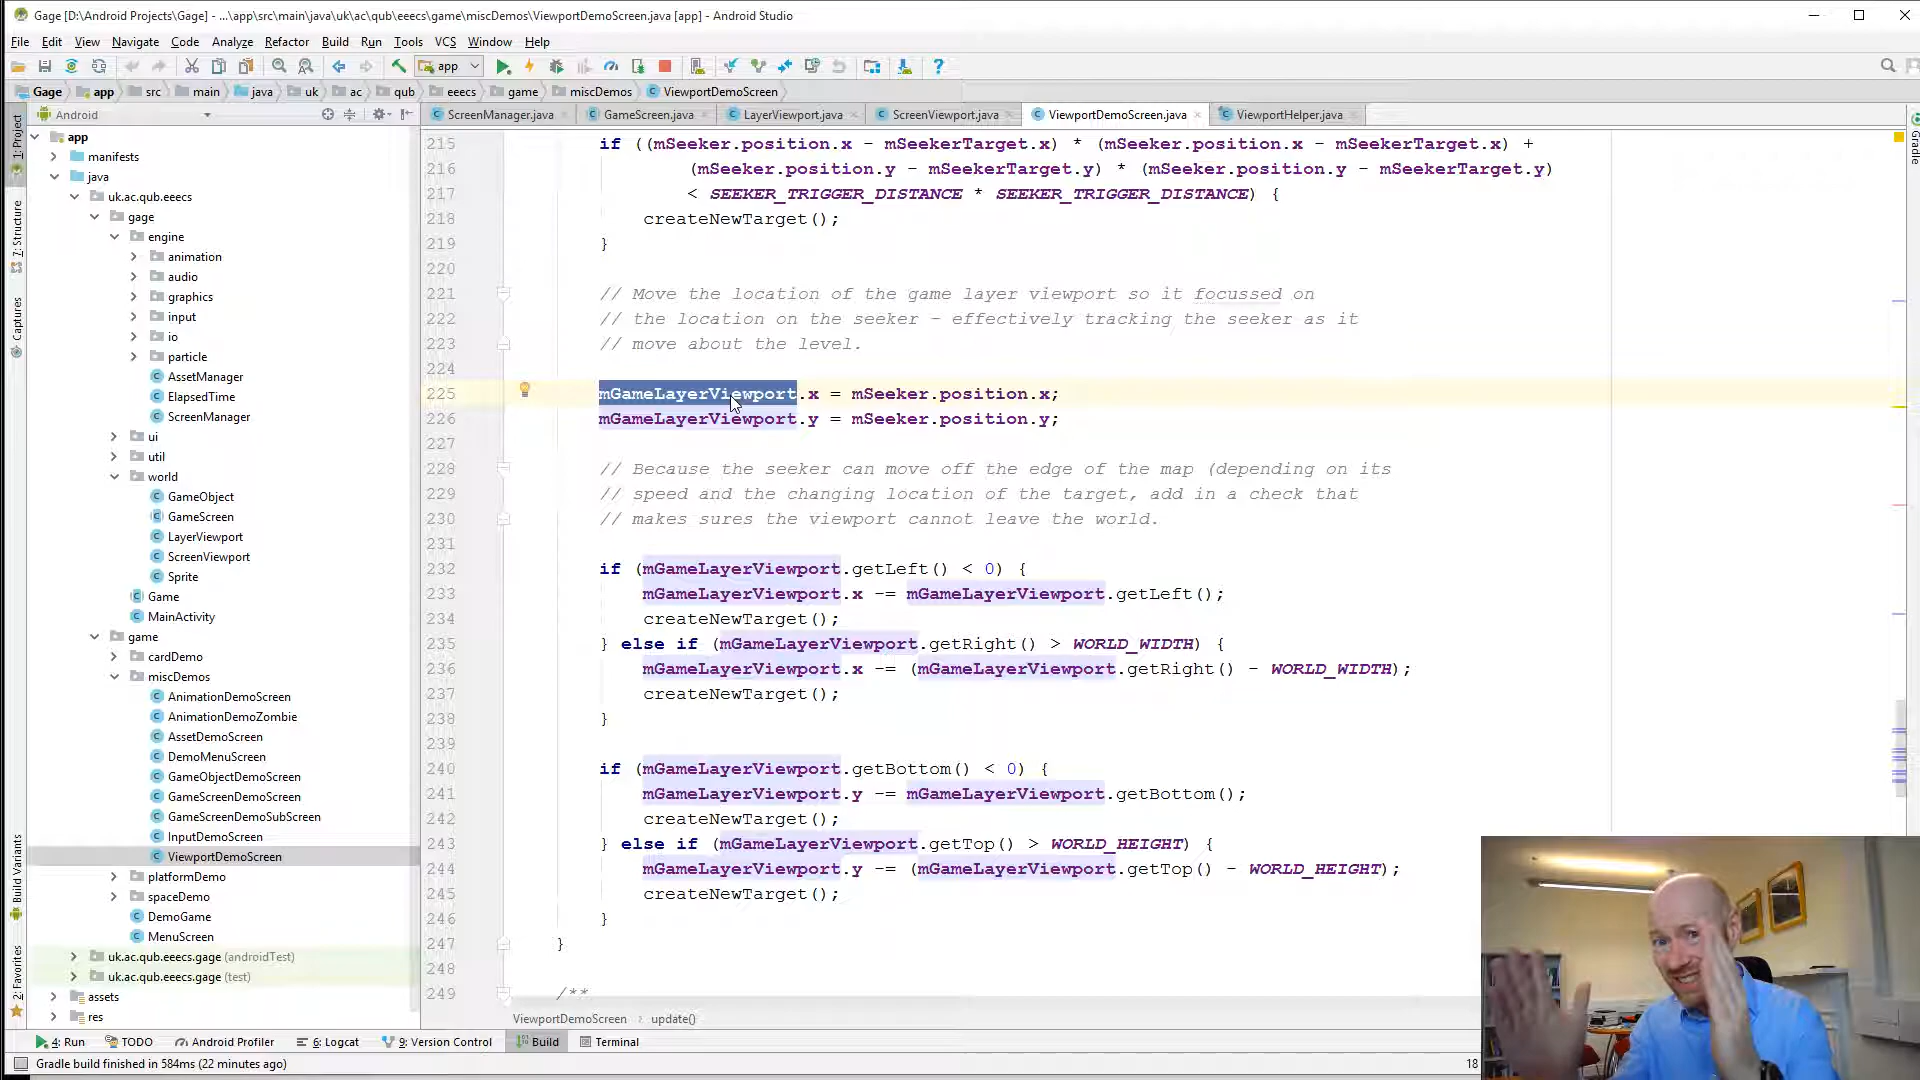 Gage [D:\Android Projects\Gage] - ...\app\src\main\java\uk\ac\qub\eeecs\game\miscDemos\ViewportDemoScreen.java [app] - Android Studio
File Edit View Navigate Code Analyze Refactor Build Run Tools VCS Window Help
app
Gage app src main java uk ac qub eeecs game miscDemos ViewportDemoScreen
Android
ScreenManager.java GameScreen.java LayerViewport.java ScreenViewport.java ViewportDemoScreen.java ViewportHelper.java
1: Project
7: Structure
Captures
Build Variants
2: Favorites
Gradle
app
manifests
java
uk.ac.qub.eeecs
gage
engine
animation
audio
graphics
input
io
particle
AssetManager
ElapsedTime
ScreenManager
ui
util
world
GameObject
GameScreen
LayerViewport
ScreenViewport
Sprite
Game
MainActivity
game
cardDemo
miscDemos
AnimationDemoScreen
AnimationDemoZombie
AssetDemoScreen
DemoMenuScreen
GameObjectDemoScreen
GameScreenDemoScreen
GameScreenDemoSubScreen
InputDemoScreen
ViewportDemoScreen
platformDemo
spaceDemo
DemoGame
MenuScreen
uk.ac.qub.eeecs.gage (androidTest)
uk.ac.qub.eeecs.gage (test)
assets
res
215 if ((mSeeker.position.x - mSeekerTarget.x) * (mSeeker.position.x - mSeekerTarget.x) +
216 (mSeeker.position.y - mSeekerTarget.y) * (mSeeker.position.y - mSeekerTarget.y)
217 < SEEKER_TRIGGER_DISTANCE * SEEKER_TRIGGER_DISTANCE) {
218 createNewTarget();
219 }
220
221 // Move the location of the game layer viewport so it focussed on
222 // the location on the seeker - effectively tracking the seeker as it
223 // move about the level.
224
225 mGameLayerViewport.x = mSeeker.position.x;
226 mGameLayerViewport.y = mSeeker.position.y;
227
228 // Because the seeker can move off the edge of the map (depending on its
229 // speed and the changing location of the target, add in a check that
230 // makes sures the viewport cannot leave the world.
231
232 if (mGameLayerViewport.getLeft() < 0) {
233 mGameLayerViewport.x -= mGameLayerViewport.getLeft();
234 createNewTarget();
235 } else if (mGameLayerViewport.getRight() > WORLD_WIDTH) {
236 mGameLayerViewport.x -= (mGameLayerViewport.getRight() - WORLD_WIDTH);
237 createNewTarget();
238 }
239
240 if (mGameLayerViewport.getBottom() < 0) {
241 mGameLayerViewport.y -= mGameLayerViewport.getBottom();
242 createNewTarget();
243 } else if (mGameLayerViewport.getTop() > WORLD_HEIGHT) {
244 mGameLayerViewport.y -= (mGameLayerViewport.getTop() - WORLD_HEIGHT);
245 createNewTarget();
246 }
247 }
248
249 /**
ViewportDemoScreen › update()
4: Run TODO Android Profiler 6: Logcat 9: Version Control Build Terminal
Gradle build finished in 584ms (22 minutes ago)
18